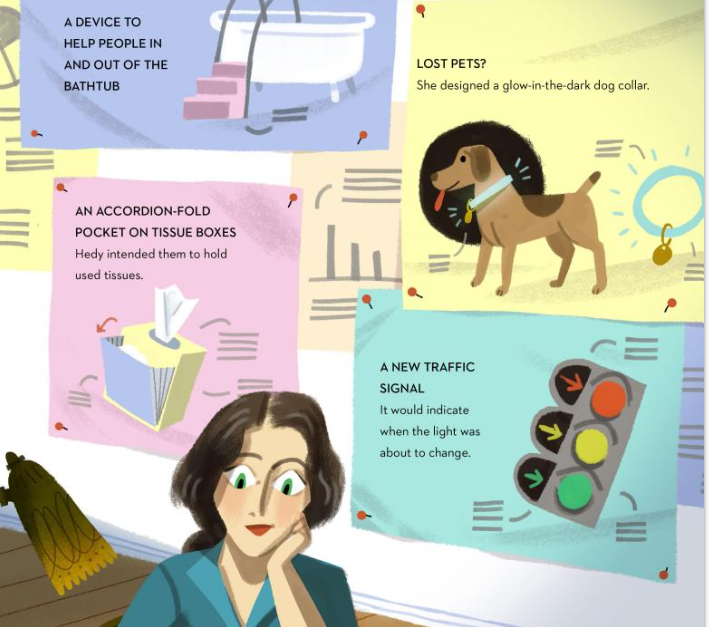 A DEVICE TO
HELP PEOPLE IN
AND OUT OF THE
BATHTUB
LOST PETS?
She designed a glow-in-the-dark dog collar.
AN ACCORDION-FOLD
POCKET ON TISSUE BOXES
Hedy intended them to hold
used tissues.
A NEW TRAFFIC
SIGNAL
It would indicate
when the light was
about to change.